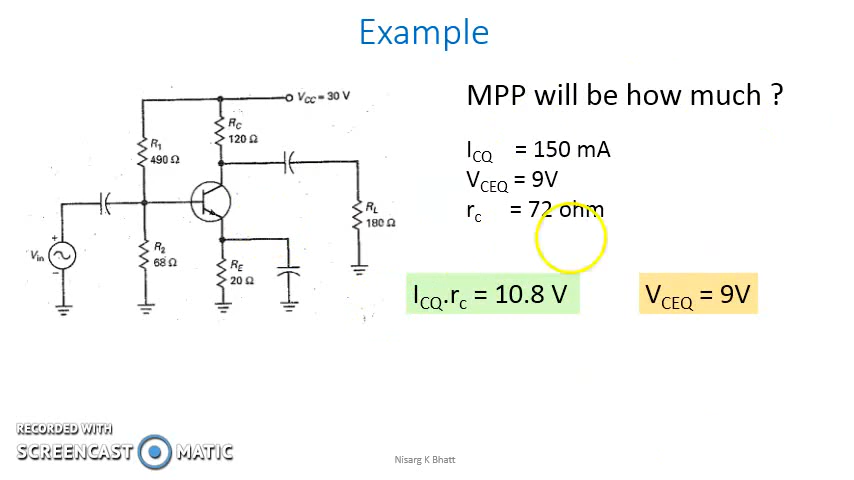 Example
MPP will be how much ?
I_CQ = 150 mA
V_CEQ = 9V
r_c = 72 ohm
I_CQ.r_c = 10.8 V
V_CEQ = 9V
V_CC = 30 V
R_C
120 Ω
R_1
490 Ω
R_L
180 Ω
+
V_in
−
R_2
68 Ω
R_E
20 Ω
RECORDED WITH
SCREENCAST MATIC
Nisarg K Bhatt